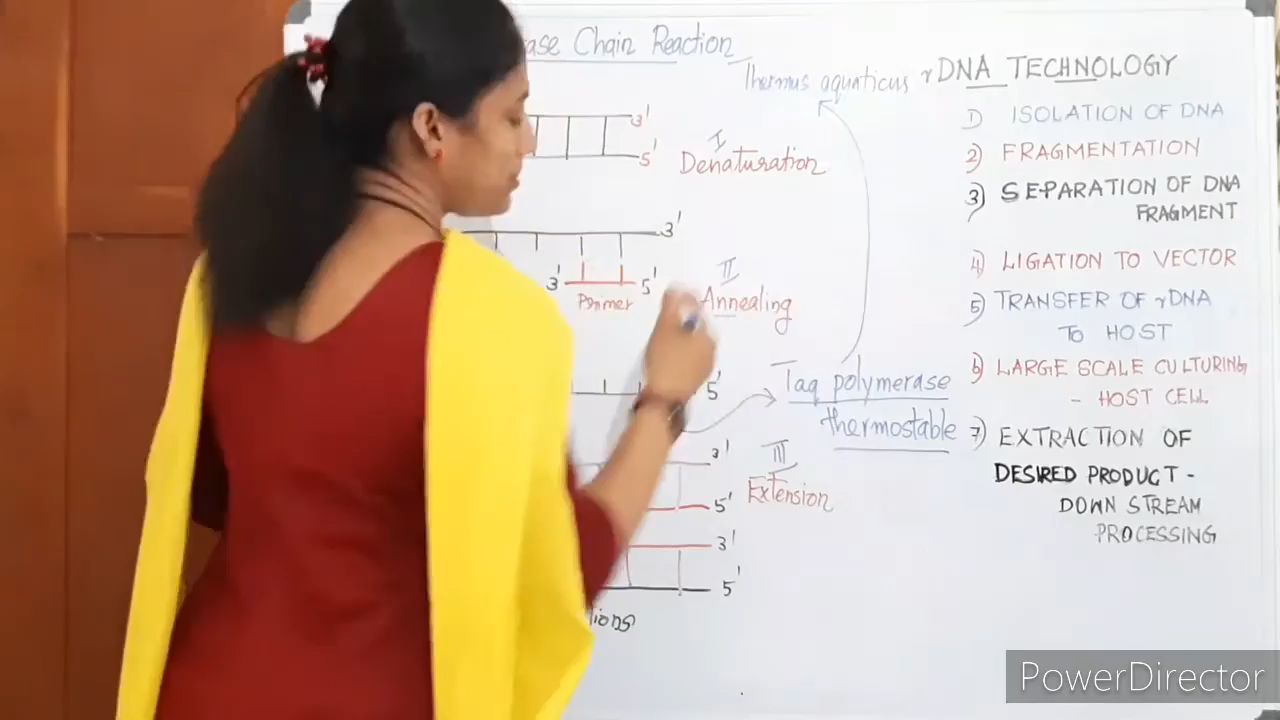 ase Chain Reaction
Thermus aquaticus
3'
5'
I
Denaturation
3'
3' 5'
Primer
II
Annealing
5'
Taq polymerase
thermostable
3'
III
Extension
5'
3'
5'
tions
rDNA TECHNOLOGY
1) ISOLATION OF DNA
2) FRAGMENTATION
3) SEPARATION OF DNA
FRAGMENT
4) LIGATION TO VECTOR
5) TRANSFER OF rDNA
TO HOST
6) LARGE SCALE CULTURING
- HOST CELL
7) EXTRACTION OF
DESIRED PRODUCT -
DOWN STREAM
PROCESSING
PowerDirector